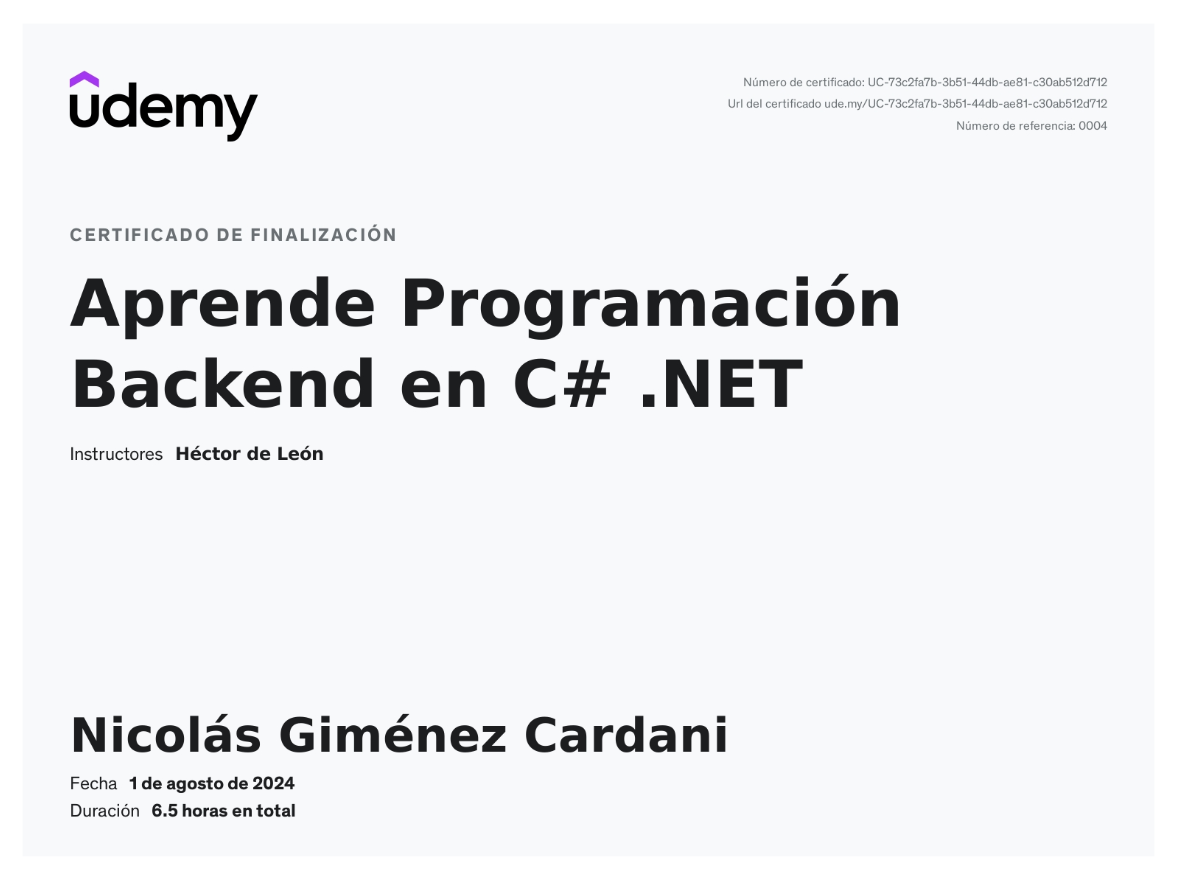 udemy
Número de certificado: UC-73c2fa7b-3b51-44db-ae81-c30ab512d712
Url del certificado ude.my/UC-73c2fa7b-3b51-44db-ae81-c30ab512d712
Número de referencia: 0004
CERTIFICADO DE FINALIZACIÓN
Aprende Programación
Backend en C# .NET
Instructores Héctor de León
Nicolás Giménez Cardani
Fecha 1 de agosto de 2024
Duración 6.5 horas en total